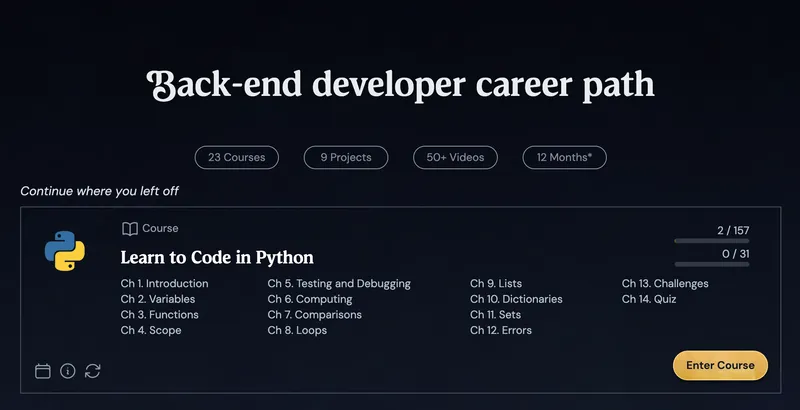 Back-end developer career path
23 Courses
9 Projects
50+ Videos
12 Months*
Continue where you left off
Course
2 / 157
Learn to Code in Python
0 / 31
Ch 1. Introduction
Ch 2. Variables
Ch 3. Functions
Ch 4. Scope
Ch 5. Testing and Debugging
Ch 6. Computing
Ch 7. Comparisons
Ch 8. Loops
Ch 9. Lists
Ch 10. Dictionaries
Ch 11. Sets
Ch 12. Errors
Ch 13. Challenges
Ch 14. Quiz
Enter Course